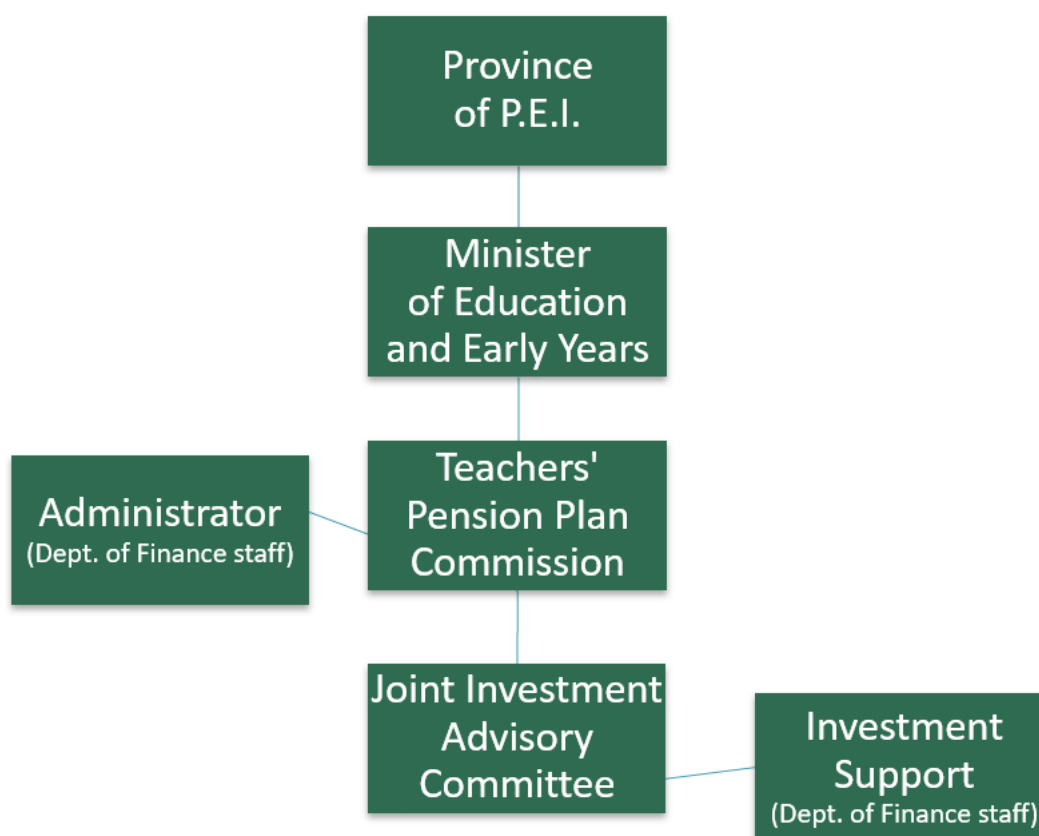 Province
of P.E.I.
Minister
of Education
and Early Years
Teachers'
Pension Plan
Commission
Administrator
(Dept. of Finance staff)
Joint Investment
Advisory
Committee
Investment
Support
(Dept. of Finance staff)